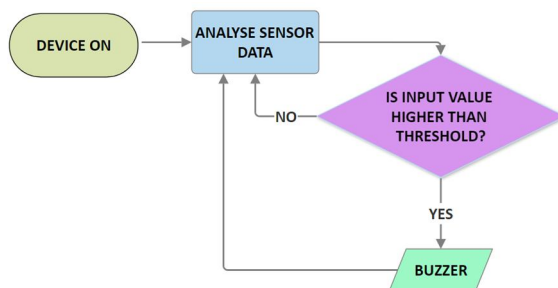 DEVICE ON
ANALYSE SENSOR
DATA
IS INPUT VALUE
HIGHER THAN
THRESHOLD?
NO
YES
BUZZER